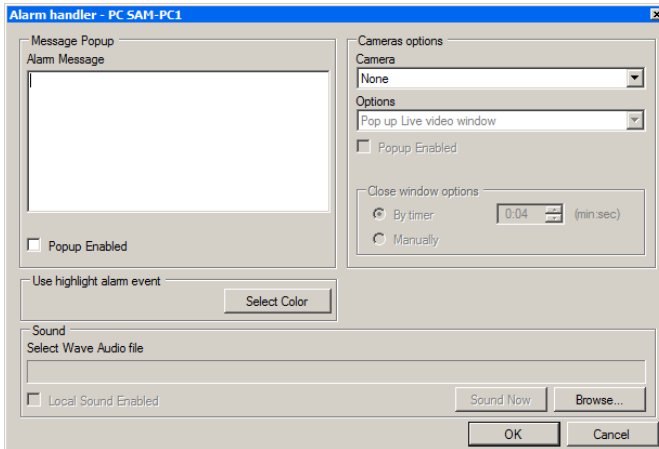 Alarm handler - PC SAM-PC1
Message Popup
Alarm Message
Popup Enabled
Use highlight alarm event
Select Color
Cameras options
Camera
None
Options
Pop up Live video window
Popup Enabled
Close window options
By timer 0:04 (min:sec)
Manually
Sound
Select Wave Audio file
Local Sound Enabled Sound Now Browse...
OK Cancel